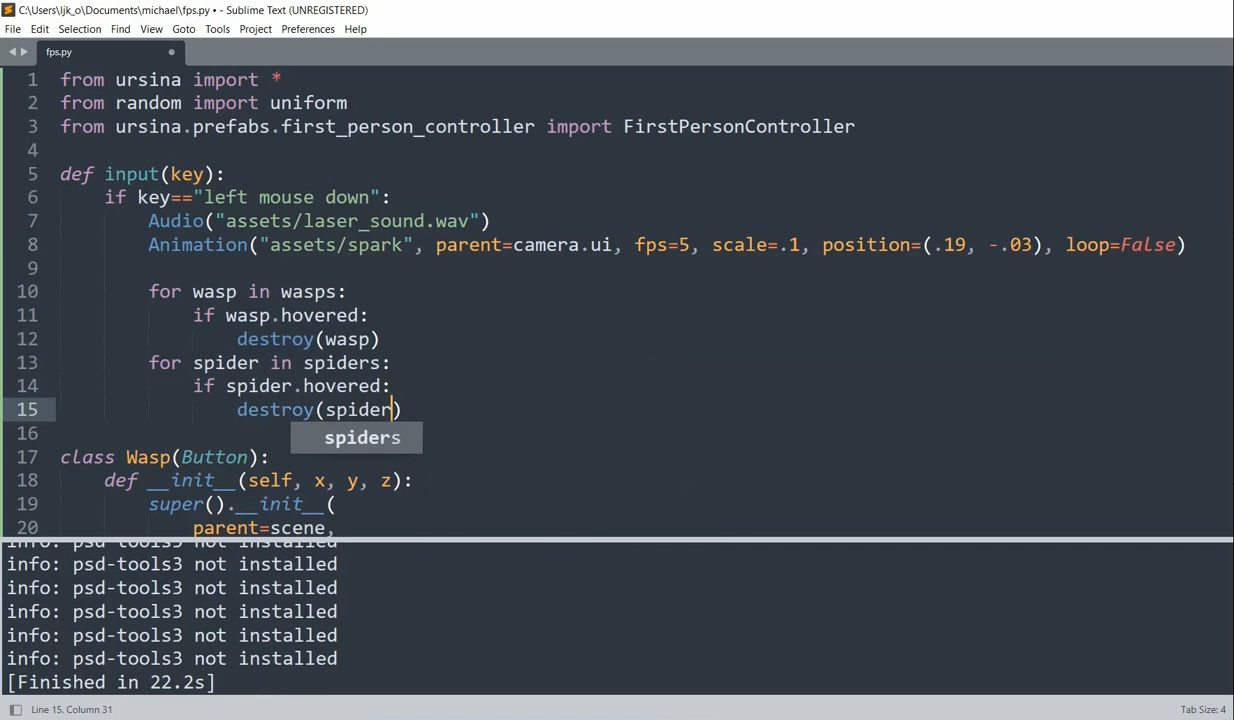 C:\Users\ljk_o\Documents\michael\fps.py • - Sublime Text (UNREGISTERED)
File Edit Selection Find View Goto Tools Project Preferences Help
fps.py
1 from ursina import *
2 from random import uniform
3 from ursina.prefabs.first_person_controller import FirstPersonController
4
5 def input(key):
6 if key=="left mouse down":
7 Audio("assets/laser_sound.wav")
8 Animation("assets/spark", parent=camera.ui, fps=5, scale=.1, position=(.19, -.03), loop=False)
9
10 for wasp in wasps:
11 if wasp.hovered:
12 destroy(wasp)
13 for spider in spiders:
14 if spider.hovered:
15 destroy(spider)
spiders
16
17 class Wasp(Button):
18 def __init__(self, x, y, z):
19 super().__init__(
20 parent=scene,
info: psd-tools3 not installed
info: psd-tools3 not installed
info: psd-tools3 not installed
info: psd-tools3 not installed
info: psd-tools3 not installed
info: psd-tools3 not installed
[Finished in 22.2s]
Line 15, Column 31
Tab Size: 4